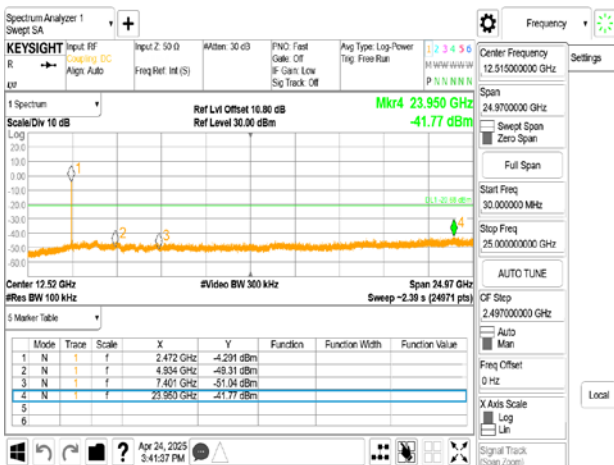 Spectrum Analyzer 1
Swept SA
Frequency
KEYSIGHT
Input: RF
Coupling: DC
Align: Auto
Input Z: 50 Ω
Freq Ref: Int (S)
#Atten: 30 dB
PNO: Fast
Gate: Off
IF Gain: Low
Sig Track: Off
Avg Type: Log-Power
Trig: Free Run
1 2 3 4 5 6
M W W W W W
P N N N N N
R
1 Spectrum
Scale/Div 10 dB
Ref Lvl Offset 10.80 dB
Ref Level 30.00 dBm
Mkr4 23.950 GHz
-41.77 dBm
Log
20.0
10.0
0.00
-10.0
-20.0
-30.0
-40.0
-50.0
-60.0
1
2
3
4
Center 12.52 GHz
#Res BW 100 kHz
#Video BW 300 kHz
Span 24.97 GHz
Sweep ~2.39 s (24971 pts)
5 Marker Table
Mode Trace Scale X Y Function Function Width Function Value
1 N 1 f 2.472 GHz -4.291 dBm
2 N 1 f 4.934 GHz -49.31 dBm
3 N 1 f 7.401 GHz -51.04 dBm
4 N 1 f 23.950 GHz -41.77 dBm
5
6
Apr 24, 2025
3:41:37 PM
Center Frequency
12.515000000 GHz
Span
24.9700000 GHz
Swept Span
Zero Span
Full Span
Start Freq
30.000000 MHz
Stop Freq
25.000000000 GHz
AUTO TUNE
CF Step
2.497000000 GHz
Auto
Man
Freq Offset
0 Hz
X Axis Scale
Log
Lin
Signal Track
(Span Zoom)
Settings
Local